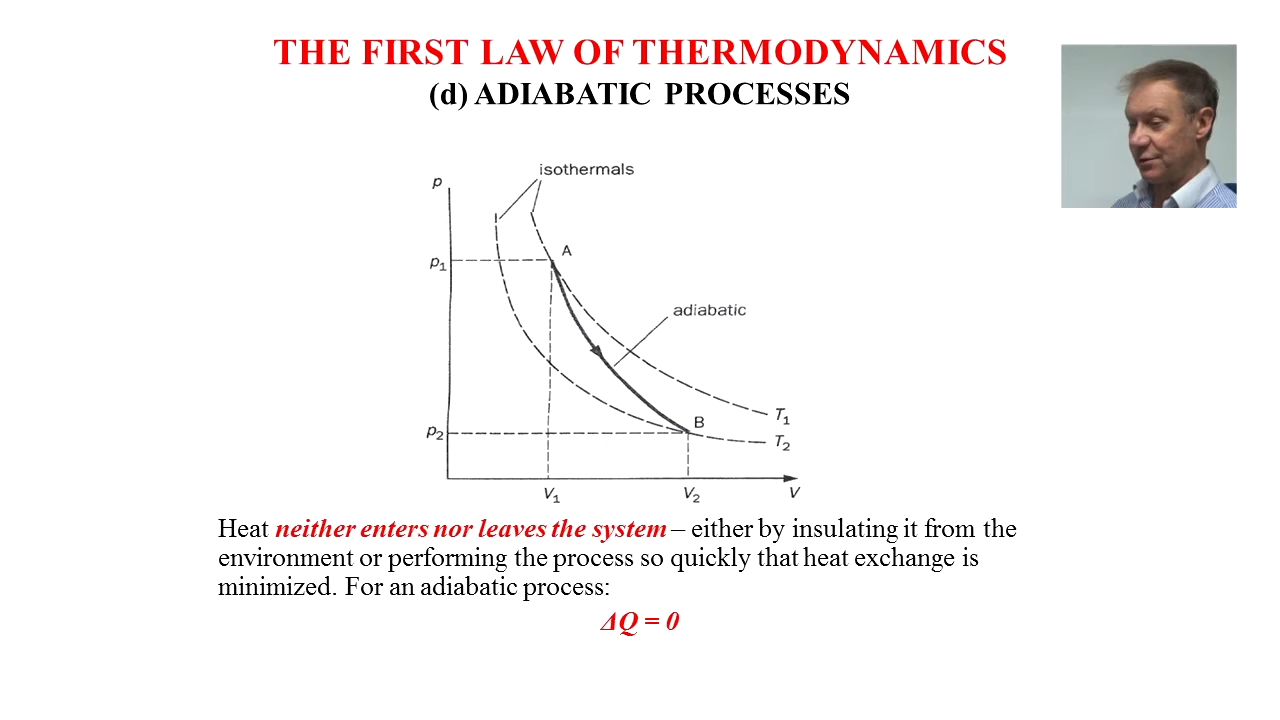 THE FIRST LAW OF THERMODYNAMICS
(d) ADIABATIC PROCESSES
isothermals
p
A
p₁
adiabatic
T₁
B
p₂
T₂
V₁
V₂
V
Heat neither enters nor leaves the system – either by insulating it from the
environment or performing the process so quickly that heat exchange is
minimized. For an adiabatic process:
ΔQ = 0